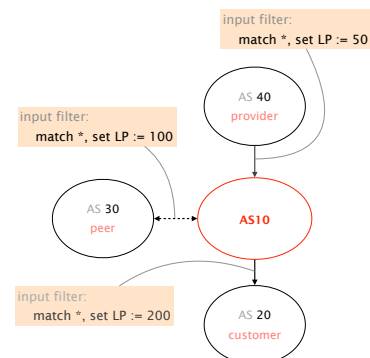 input filter:
match *, set LP := 50
AS 40
provider
input filter:
match *, set LP := 100
AS 30
peer
AS10
input filter:
match *, set LP := 200
AS 20
customer